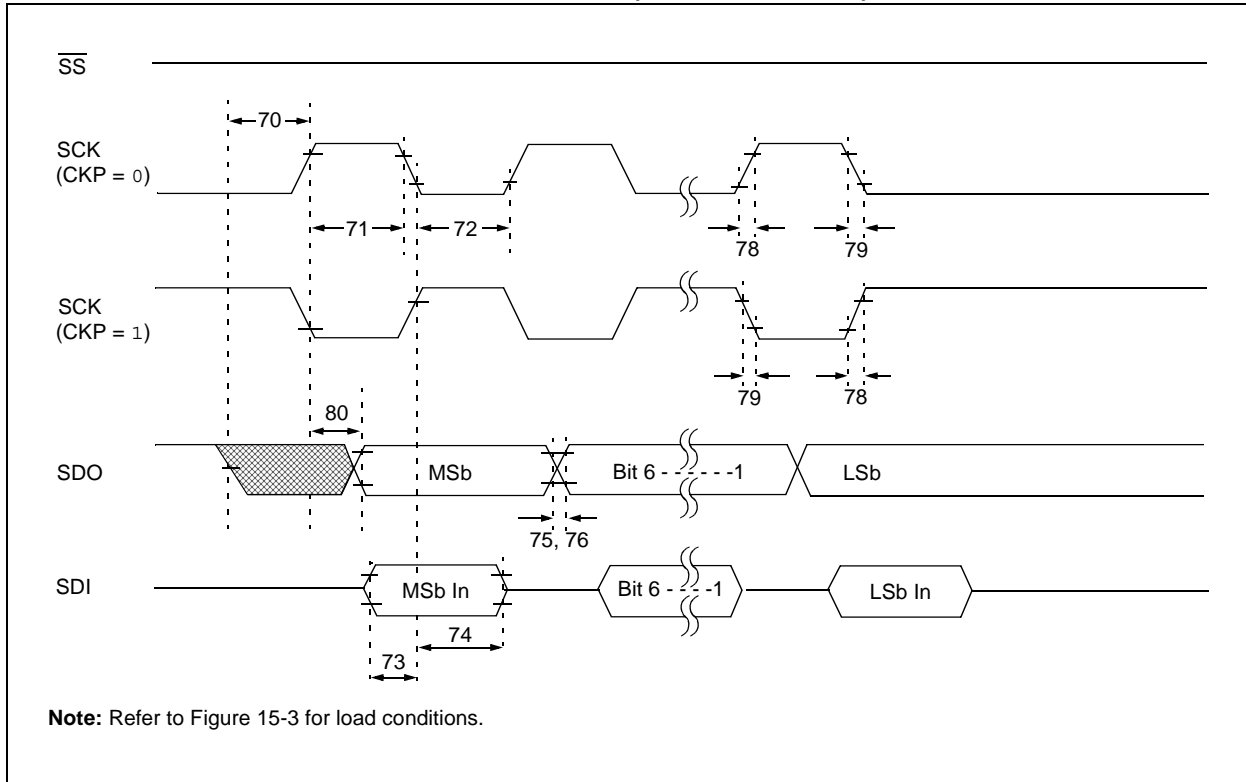 SS
70
SCK
(CKP = 0)
71
72
78
79
SCK
(CKP = 1)
79
78
80
SDO
MSb
Bit 6 - - - - - -1
LSb
75, 76
SDI
MSb In
Bit 6 - - - - -1
LSb In
74
73
Note: Refer to Figure 15-3 for load conditions.